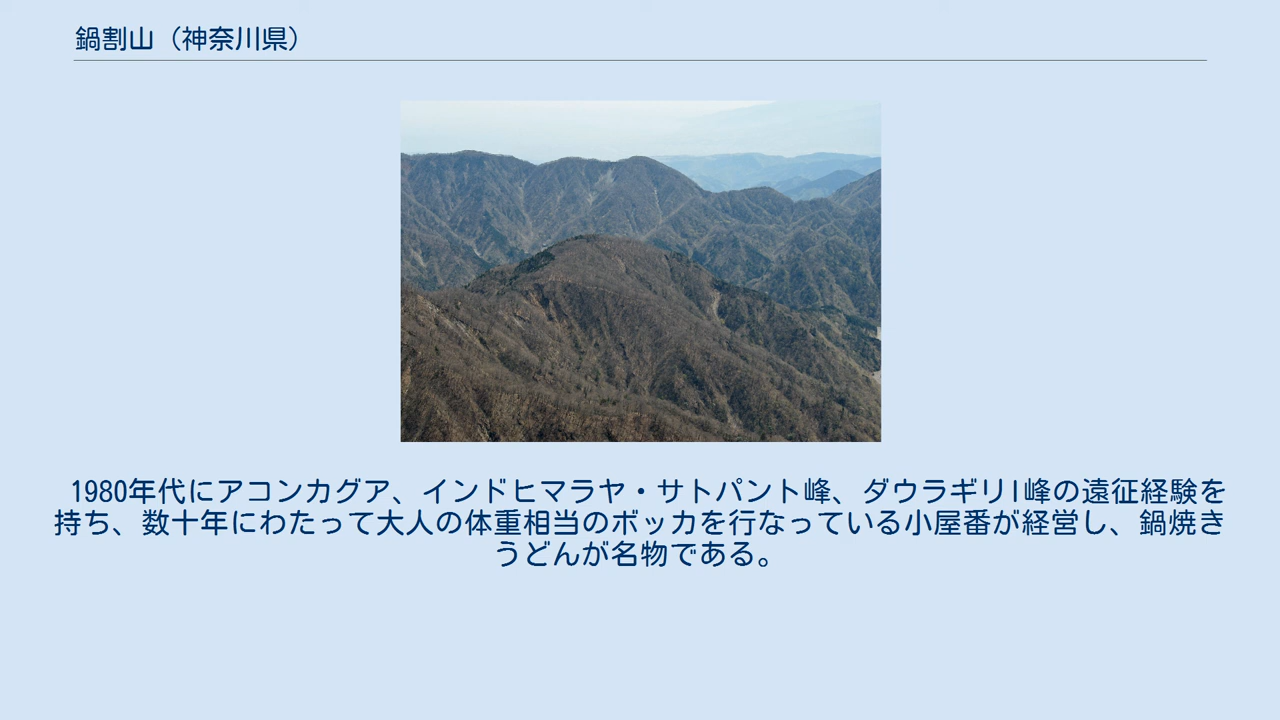 鍋割山（神奈川県）
1980年代にアコンカグア、インドヒマラヤ・サトパント峰、ダウラギリI峰の遠征経験を
持ち、数十年にわたって大人の体重相当のボッカを行なっている小屋番が経営し、鍋焼き
うどんが名物である。